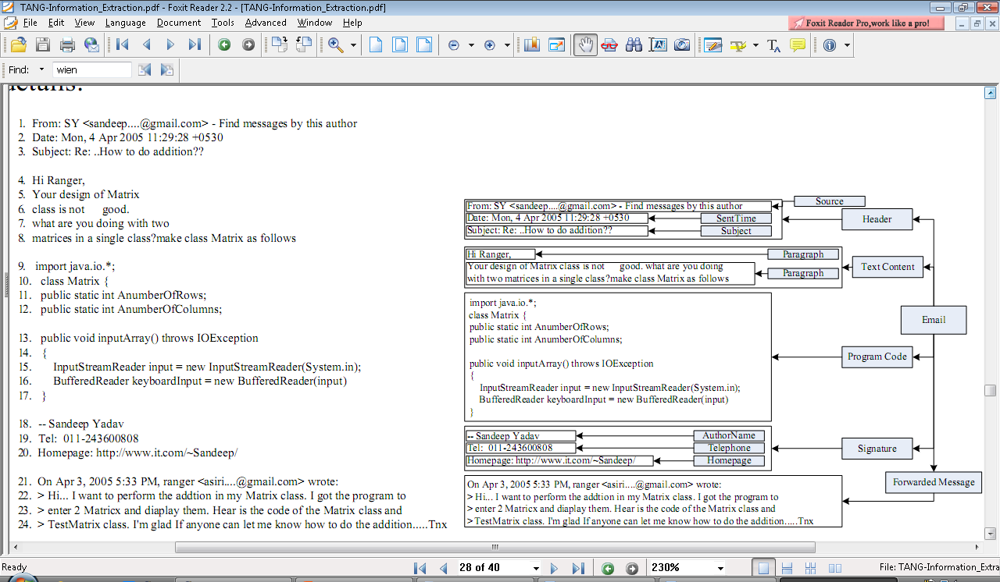 TANG-Information_Extraction.pdf - Foxit Reader 2.2 - [TANG-Information_Extraction.pdf]
File Edit View Language Document Tools Advanced Window Help
Foxit Reader Pro,work like a pro!
Find: wien
1. From: SY <sandeep....@gmail.com> - Find messages by this author
2. Date: Mon, 4 Apr 2005 11:29:28 +0530
3. Subject: Re: ..How to do addition??
4. Hi Ranger,
5. Your design of Matrix
6. class is not good.
7. what are you doing with two
8. matrices in a single class?make class Matrix as follows
9. import java.io.*;
10. class Matrix {
11. public static int AnumberOfRows;
12. public static int AnumberOfColumns;
13. public void inputArray() throws IOException
14. {
15. InputStreamReader input = new InputStreamReader(System.in);
16. BufferedReader keyboardInput = new BufferedReader(input)
17. }
18. -- Sandeep Yadav
19. Tel: 011-243600808
20. Homepage: http://www.it.com/~Sandeep/
21. On Apr 3, 2005 5:33 PM, ranger <asiri....@gmail.com> wrote:
22. > Hi... I want to perform the addtion in my Matrix class. I got the program to
23. > enter 2 Matricx and diaplay them. Hear is the code of the Matrix class and
24. > TestMatrix class. I'm glad If anyone can let me know how to do the addition.....Tnx
From: SY <sandeep....@gmail.com> - Find messages by this author
Source
Date: Mon, 4 Apr 2005 11:29:28 +0530
SentTime
Header
Subject: Re: ..How to do addition??
Subject
Hi Ranger,
Paragraph
Your design of Matrix class is not good. what are you doing
with two matrices in a single class?make class Matrix as follows
Paragraph
Text Content
import java.io.*;
class Matrix {
public static int AnumberOfRows;
public static int AnumberOfColumns;
public void inputArray() throws IOException
{
InputStreamReader input = new InputStreamReader(System.in);
BufferedReader keyboardInput = new BufferedReader(input)
}
Email
Program Code
-- Sandeep Yadav
AuthorName
Tel: 011-243600808
Telephone
Homepage: http://www.it.com/~Sandeep/
Homepage
Signature
Forwarded Message
On Apr 3, 2005 5:33 PM, ranger <asiri....@gmail.com> wrote:
> Hi... I want to perform the addtion in my Matrix class. I got the program to
> enter 2 Matricx and diaplay them. Hear is the code of the Matrix class and
> TestMatrix class. I'm glad If anyone can let me know how to do the addition.....Tnx
Ready
28 of 40
230%
File: TANG-Information_Extra